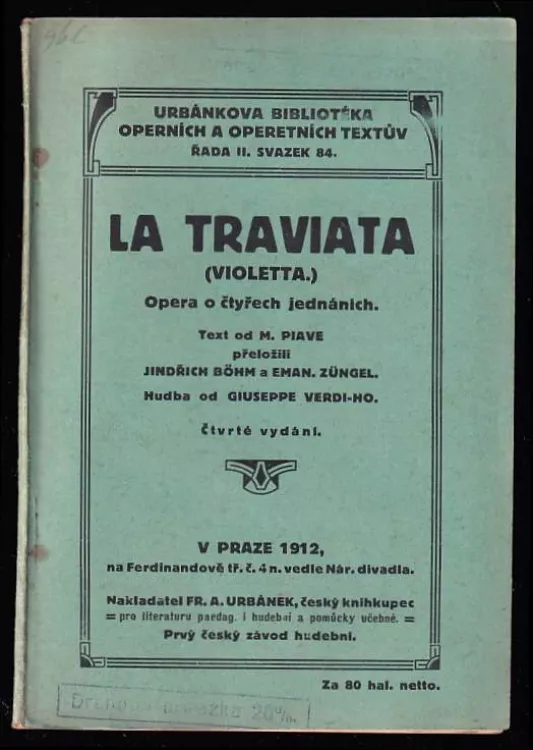 URBÁNKOVA BIBLIOTÉKA
OPERNÍCH A OPERETNÍCH TEXTŮV
ŘADA II. SVAZEK 84.
LA TRAVIATA
(VIOLETTA.)
Opera o čtyřech jednáních.
Text od M. PIAVE
přeložili
JINDŘICH BÖHM a EMAN. ZÜNGEL.
Hudba od GIUSEPPE VERDI-HO.
Čtvrté vydání.
V PRAZE 1912,
na Ferdinandově tř. č. 4 n. vedle Nár. divadla.
Nakladatel FR. A. URBÁNEK, český knihkupec
= pro literaturu paedag. i hudební a pomůcky učebné. =
Prvý český závod hudební.
Za 80 hal. netto.